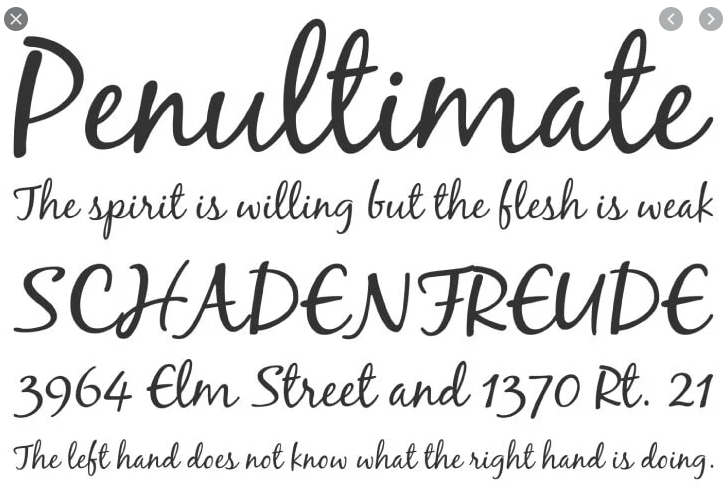 Penultimate
The spirit is willing but the flesh is weak
SCHADENFREUDE
3964 Elm Street and 1370 Rt. 21
The left hand does not know what the right hand is doing.